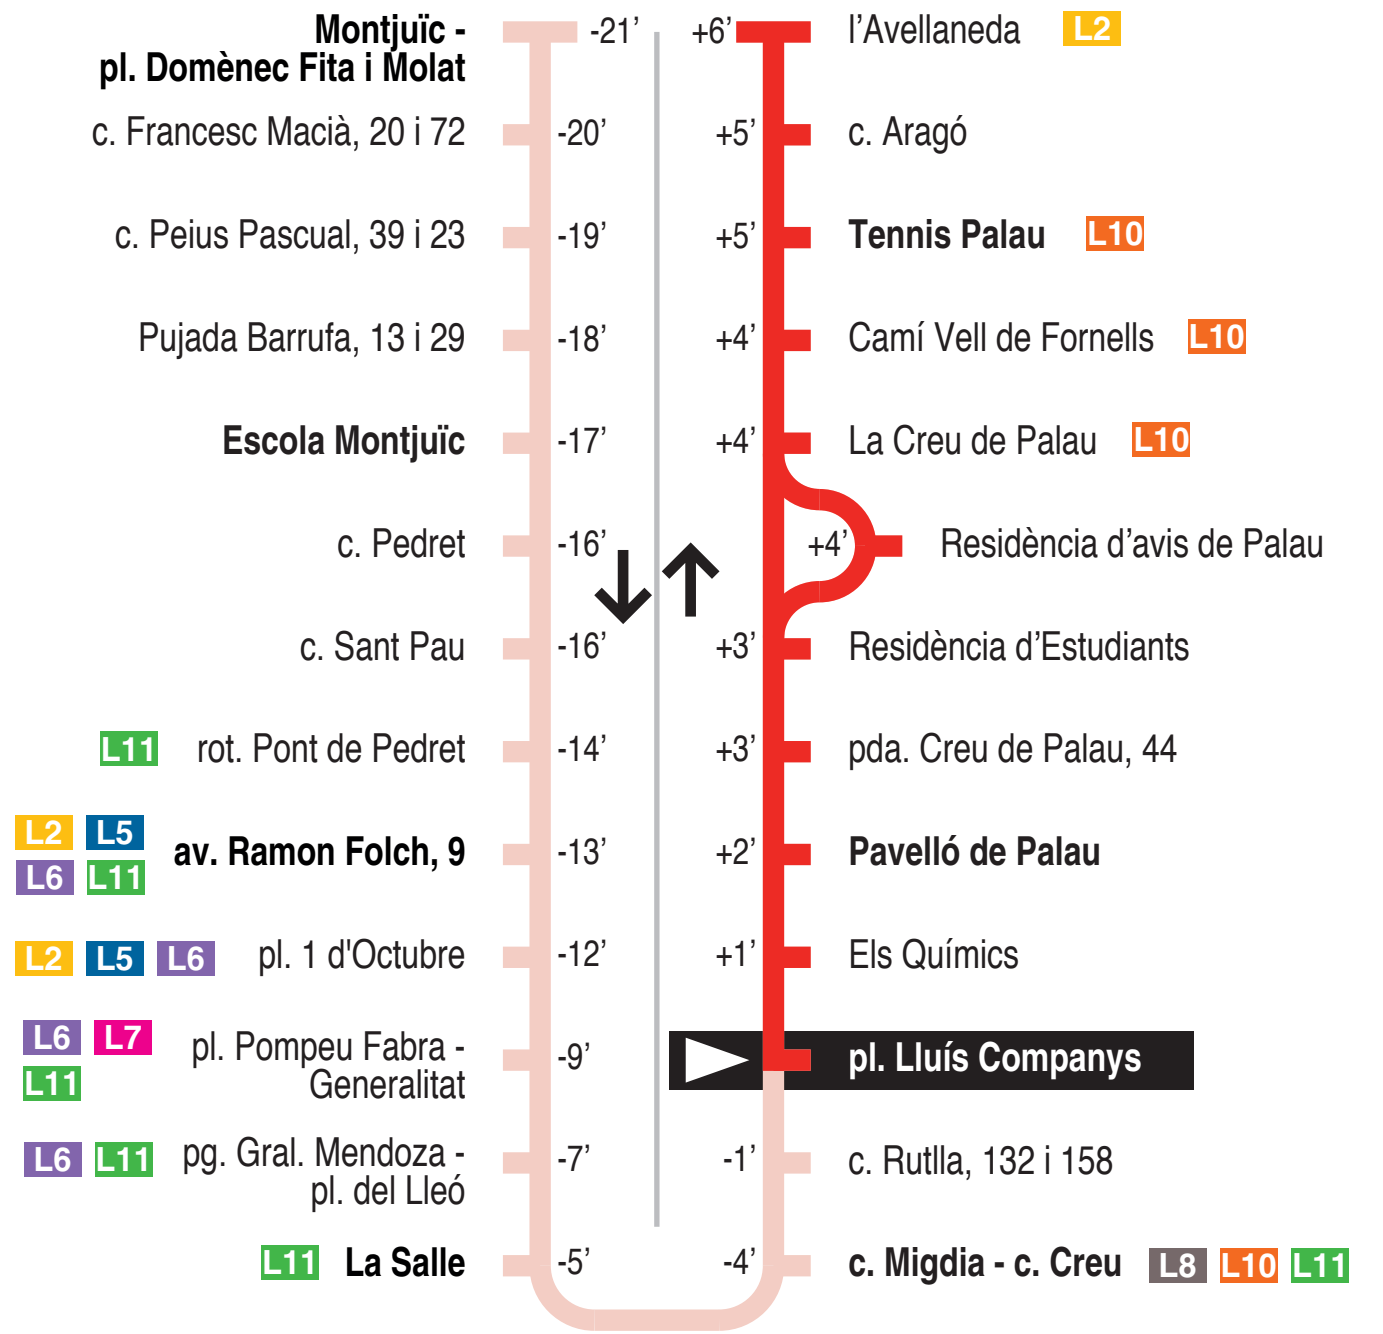 Montjuïc -
pl. Domènec Fita i Molat
-21’
c. Francesc Macià, 20 i 72
-20’
c. Peius Pascual, 39 i 23
-19’
Pujada Barrufa, 13 i 29
-18’
Escola Montjuïc
-17’
c. Pedret
-16’
c. Sant Pau
-16’
L11 rot. Pont de Pedret
-14’
L2 L5
L6 L11
av. Ramon Folch, 9
-13’
L2 L5 L6 pl. 1 d'Octubre
-12’
L6 L7
L11
pl. Pompeu Fabra -
Generalitat
-9’
L6 L11 pg. Gral. Mendoza -
pl. del Lleó
-7’
L11 La Salle
-5’
+6’
l’Avellaneda L2
+5’
c. Aragó
+5’
Tennis Palau L10
+4’
Camí Vell de Fornells L10
+4’
La Creu de Palau L10
+4’
Residència d’avis de Palau
+3’
Residència d’Estudiants
+3’
pda. Creu de Palau, 44
+2’
Pavelló de Palau
+1’
Els Químics
pl. Lluís Companys
-1’
c. Rutlla, 132 i 158
-4’
c. Migdia - c. Creu L8 L10 L11